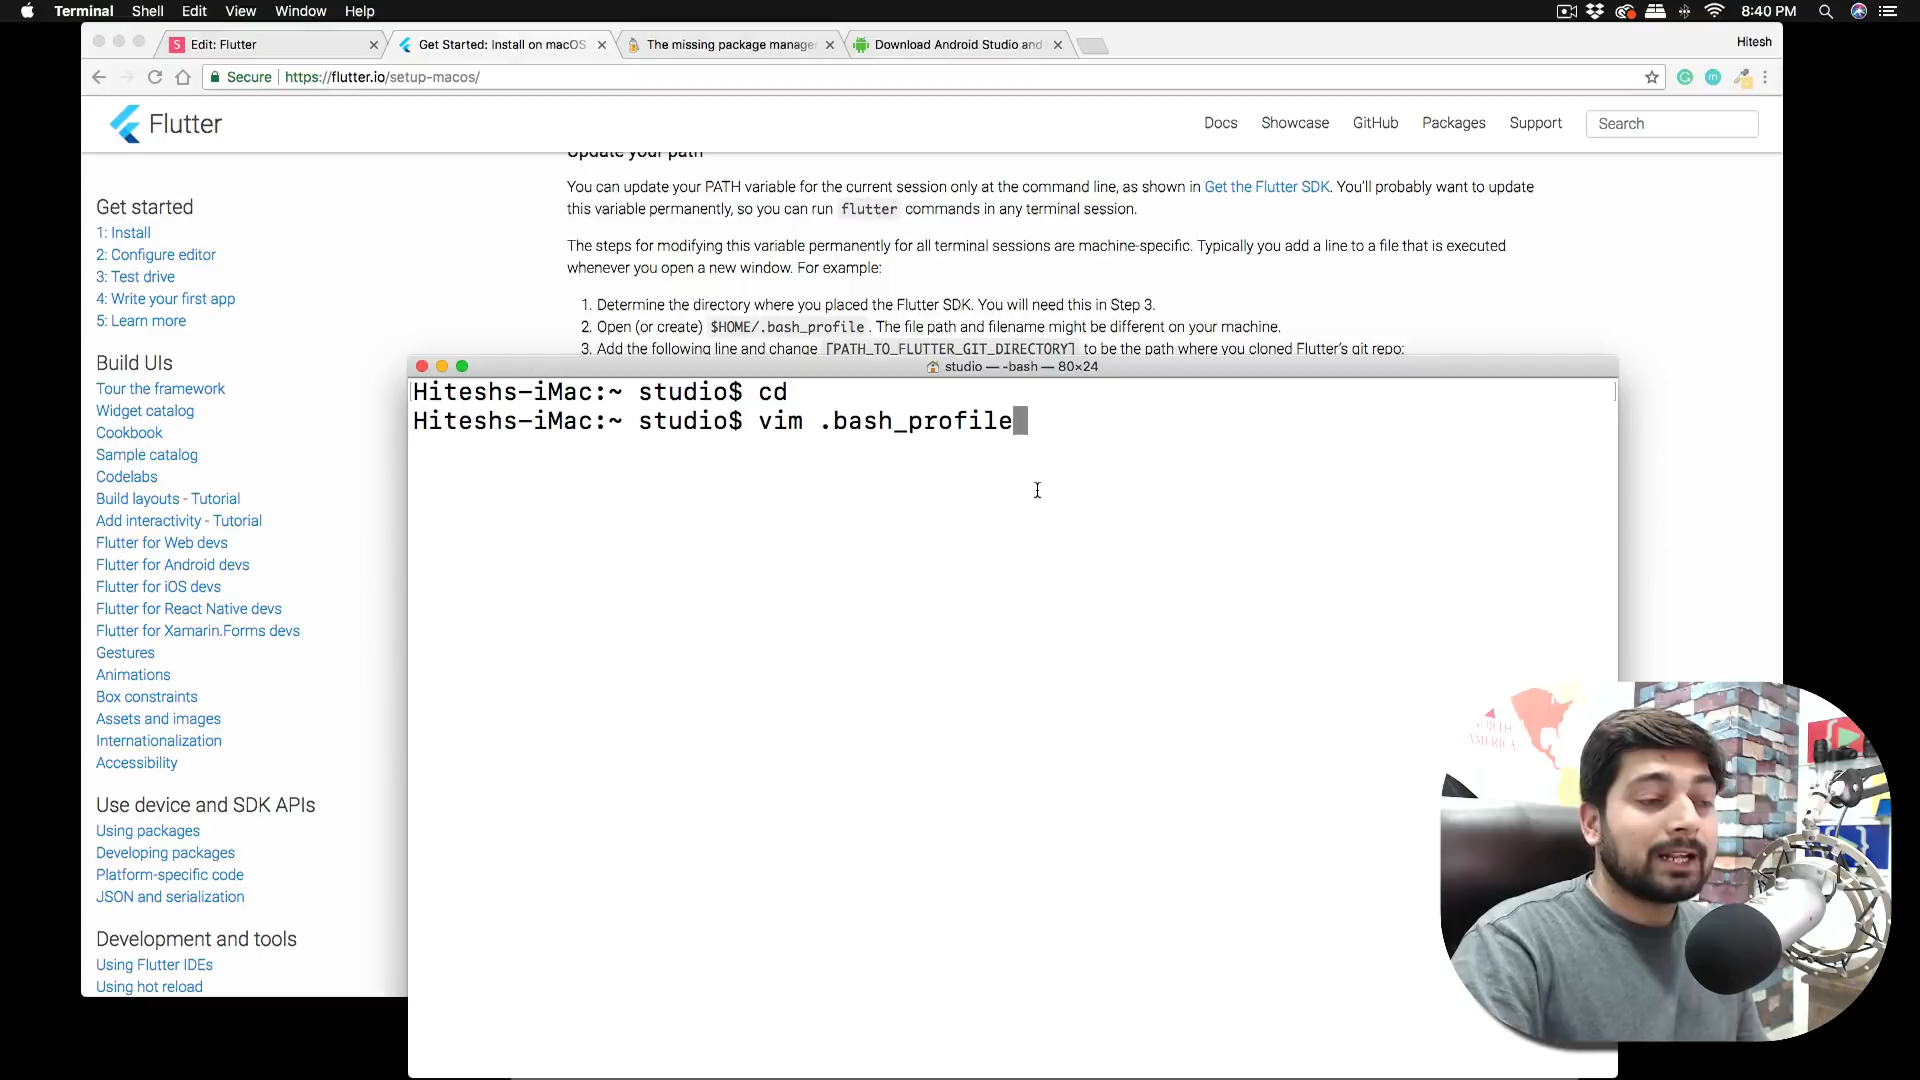 Terminal Shell Edit View Window Help 8:40 PM
Edit: Flutter Get Started: Install on macOS The missing package manager Download Android Studio and Hitesh
Secure https://flutter.io/setup-macos/
Flutter Docs Showcase GitHub Packages Support Search
Update your path
You can update your PATH variable for the current session only at the command line, as shown in Get the Flutter SDK. You'll probably want to update
this variable permanently, so you can run flutter commands in any terminal session.
The steps for modifying this variable permanently for all terminal sessions are machine-specific. Typically you add a line to a file that is executed
whenever you open a new window. For example:
1. Determine the directory where you placed the Flutter SDK. You will need this in Step 3.
2. Open (or create) $HOME/.bash_profile. The file path and filename might be different on your machine.
3. Add the following line and change [PATH_TO_FLUTTER_GIT_DIRECTORY] to be the path where you cloned Flutter's git repo:
Get started
1: Install
2: Configure editor
3: Test drive
4: Write your first app
5: Learn more
Build UIs
Tour the framework
Widget catalog
Cookbook
Sample catalog
Codelabs
Build layouts - Tutorial
Add interactivity - Tutorial
Flutter for Web devs
Flutter for Android devs
Flutter for iOS devs
Flutter for React Native devs
Flutter for Xamarin.Forms devs
Gestures
Animations
Box constraints
Assets and images
Internationalization
Accessibility
Use device and SDK APIs
Using packages
Developing packages
Platform-specific code
JSON and serialization
Development and tools
Using Flutter IDEs
Using hot reload
studio — -bash — 80×24
Hiteshs-iMac:~ studio$ cd
Hiteshs-iMac:~ studio$ vim .bash_profile
NORTH
AMERICA